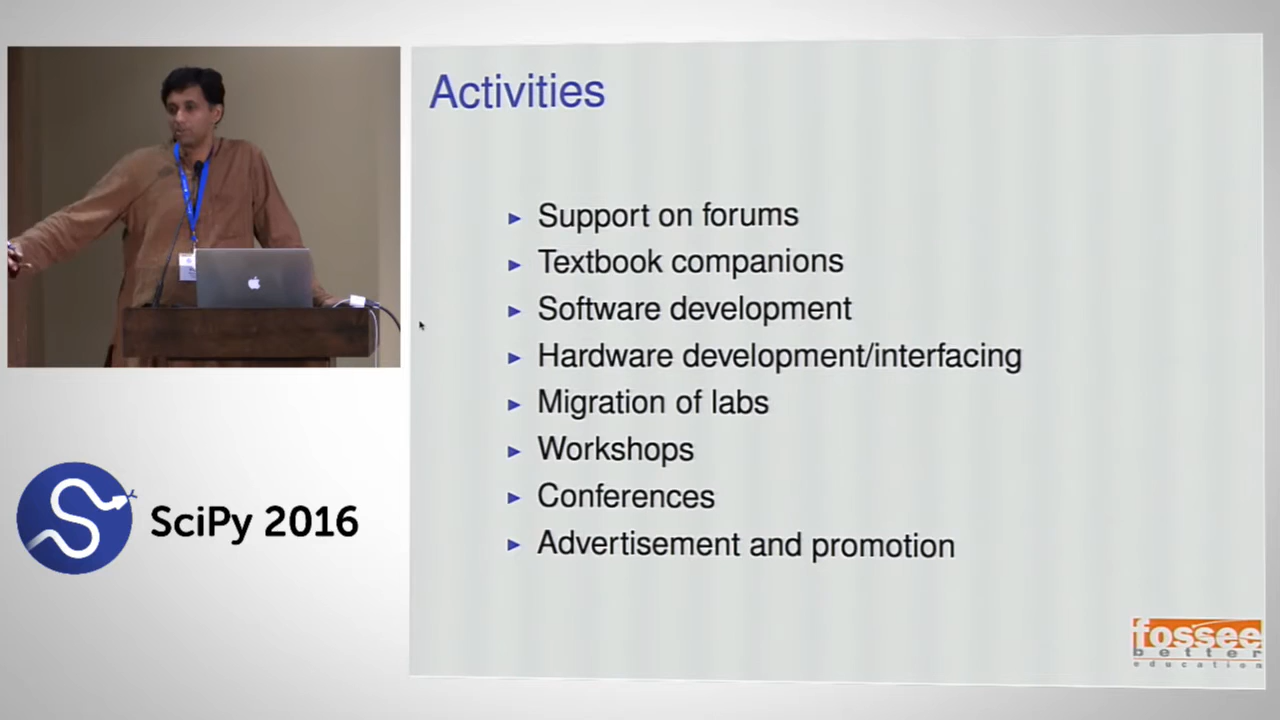 Activities
Support on forums
Textbook companions
Software development
Hardware development/interfacing
Migration of labs
Workshops
Conferences
Advertisement and promotion
SciPy 2016
fossee
better
education